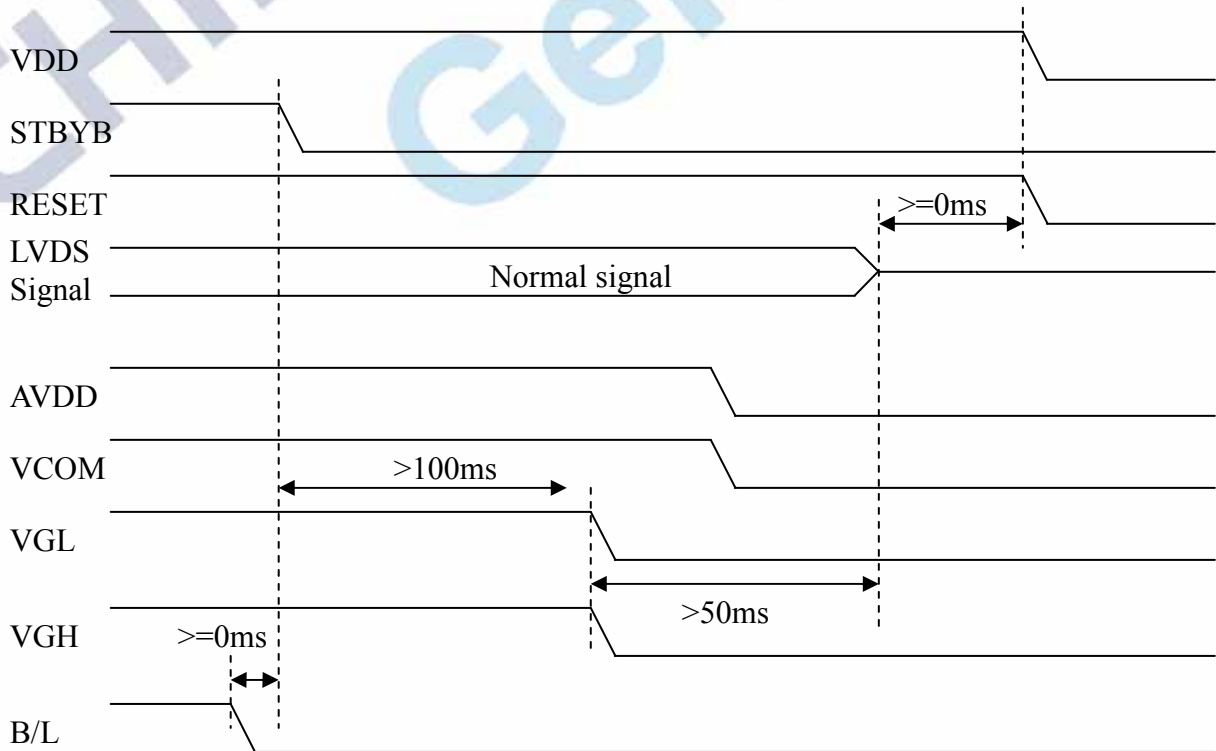 VDD
STBYB
RESET
>=0ms
LVDS
Signal
Normal signal
AVDD
VCOM
>100ms
VGL
>50ms
VGH
>=0ms
B/L